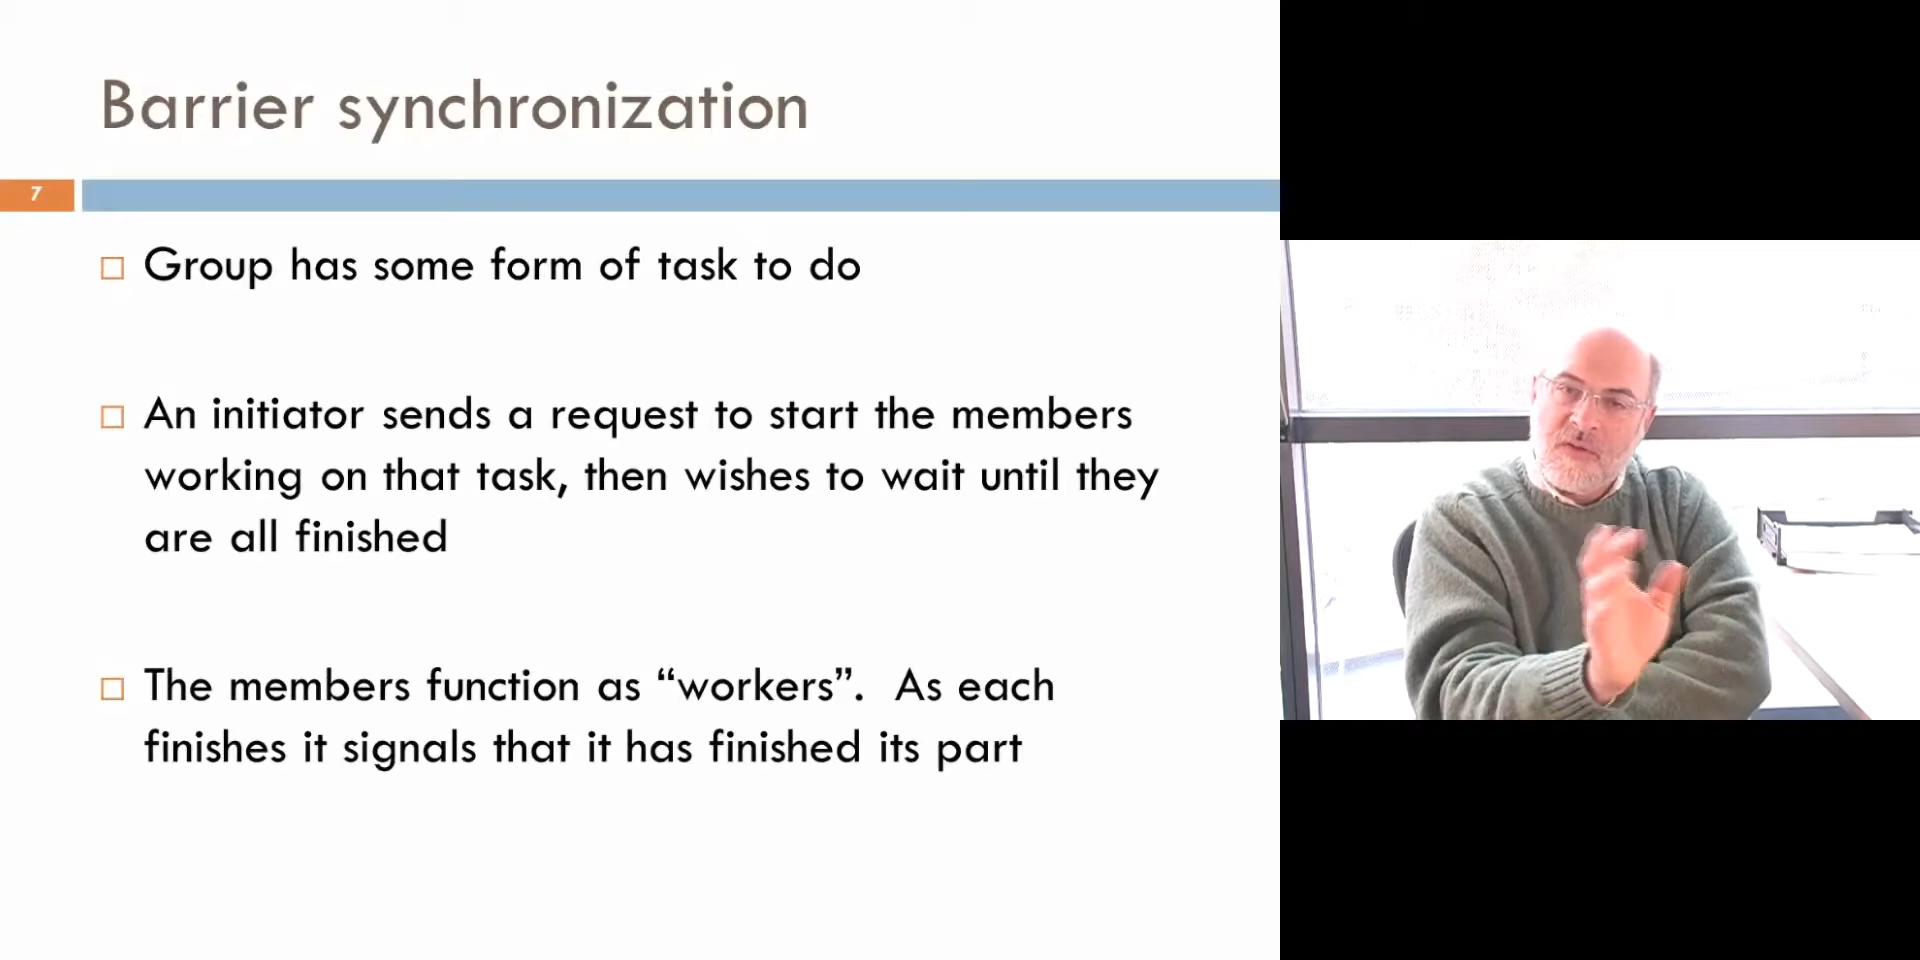 Barrier synchronization
7
Group has some form of task to do
An initiator sends a request to start the members
working on that task, then wishes to wait until they
are all finished
The members function as “workers”.  As each
finishes it signals that it has finished its part